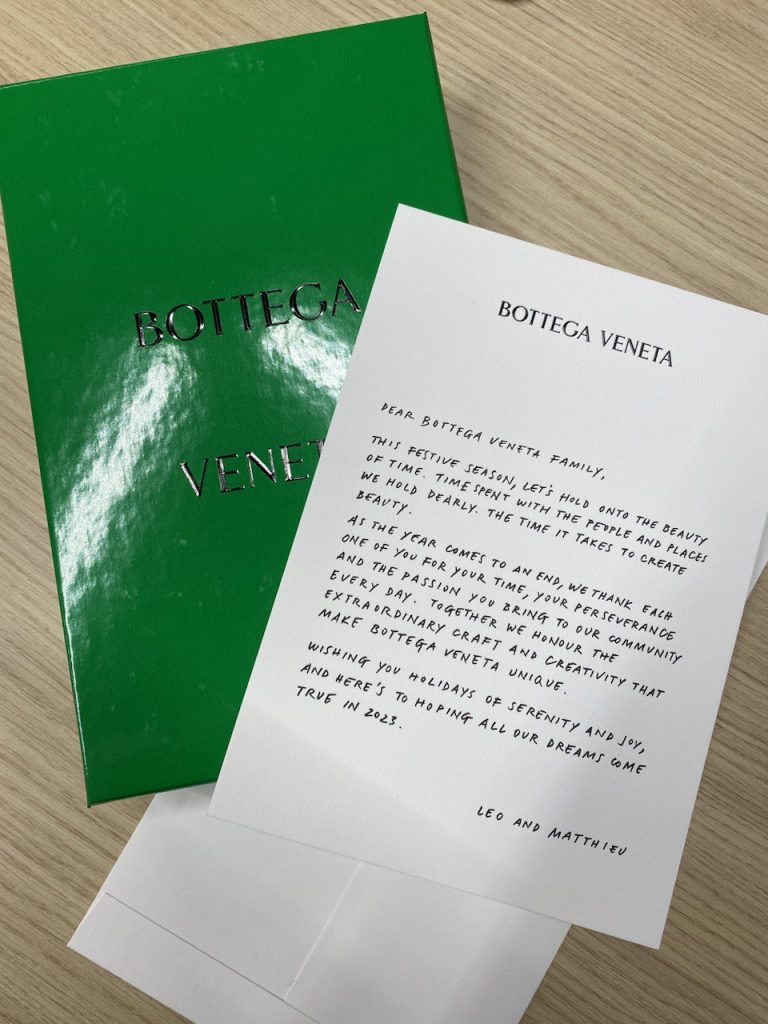 BOTTEGA
VENET
BOTTEGA VENETA
DEAR BOTTEGA VENETA FAMILY,
THIS FESTIVE SEASON, LET'S HOLD ONTO THE BEAUTY
OF TIME. TIME SPENT WITH THE PEOPLE AND PLACES
WE HOLD DEARLY. THE TIME IT TAKES TO CREATE
BEAUTY.
AS THE YEAR COMES TO AN END, WE THANK EACH
ONE OF YOU FOR YOUR TIME, YOUR PERSEVERANCE
AND THE PASSION YOU BRING TO OUR COMMUNITY
EVERY DAY. TOGETHER WE HONOUR THE
EXTRAORDINARY CRAFT AND CREATIVITY THAT
MAKE BOTTEGA VENETA UNIQUE.
WISHING YOU HOLIDAYS OF SERENITY AND JOY,
AND HERE'S TO HOPING ALL OUR DREAMS COME
TRUE IN 2023.
LEO AND MATTHIEU